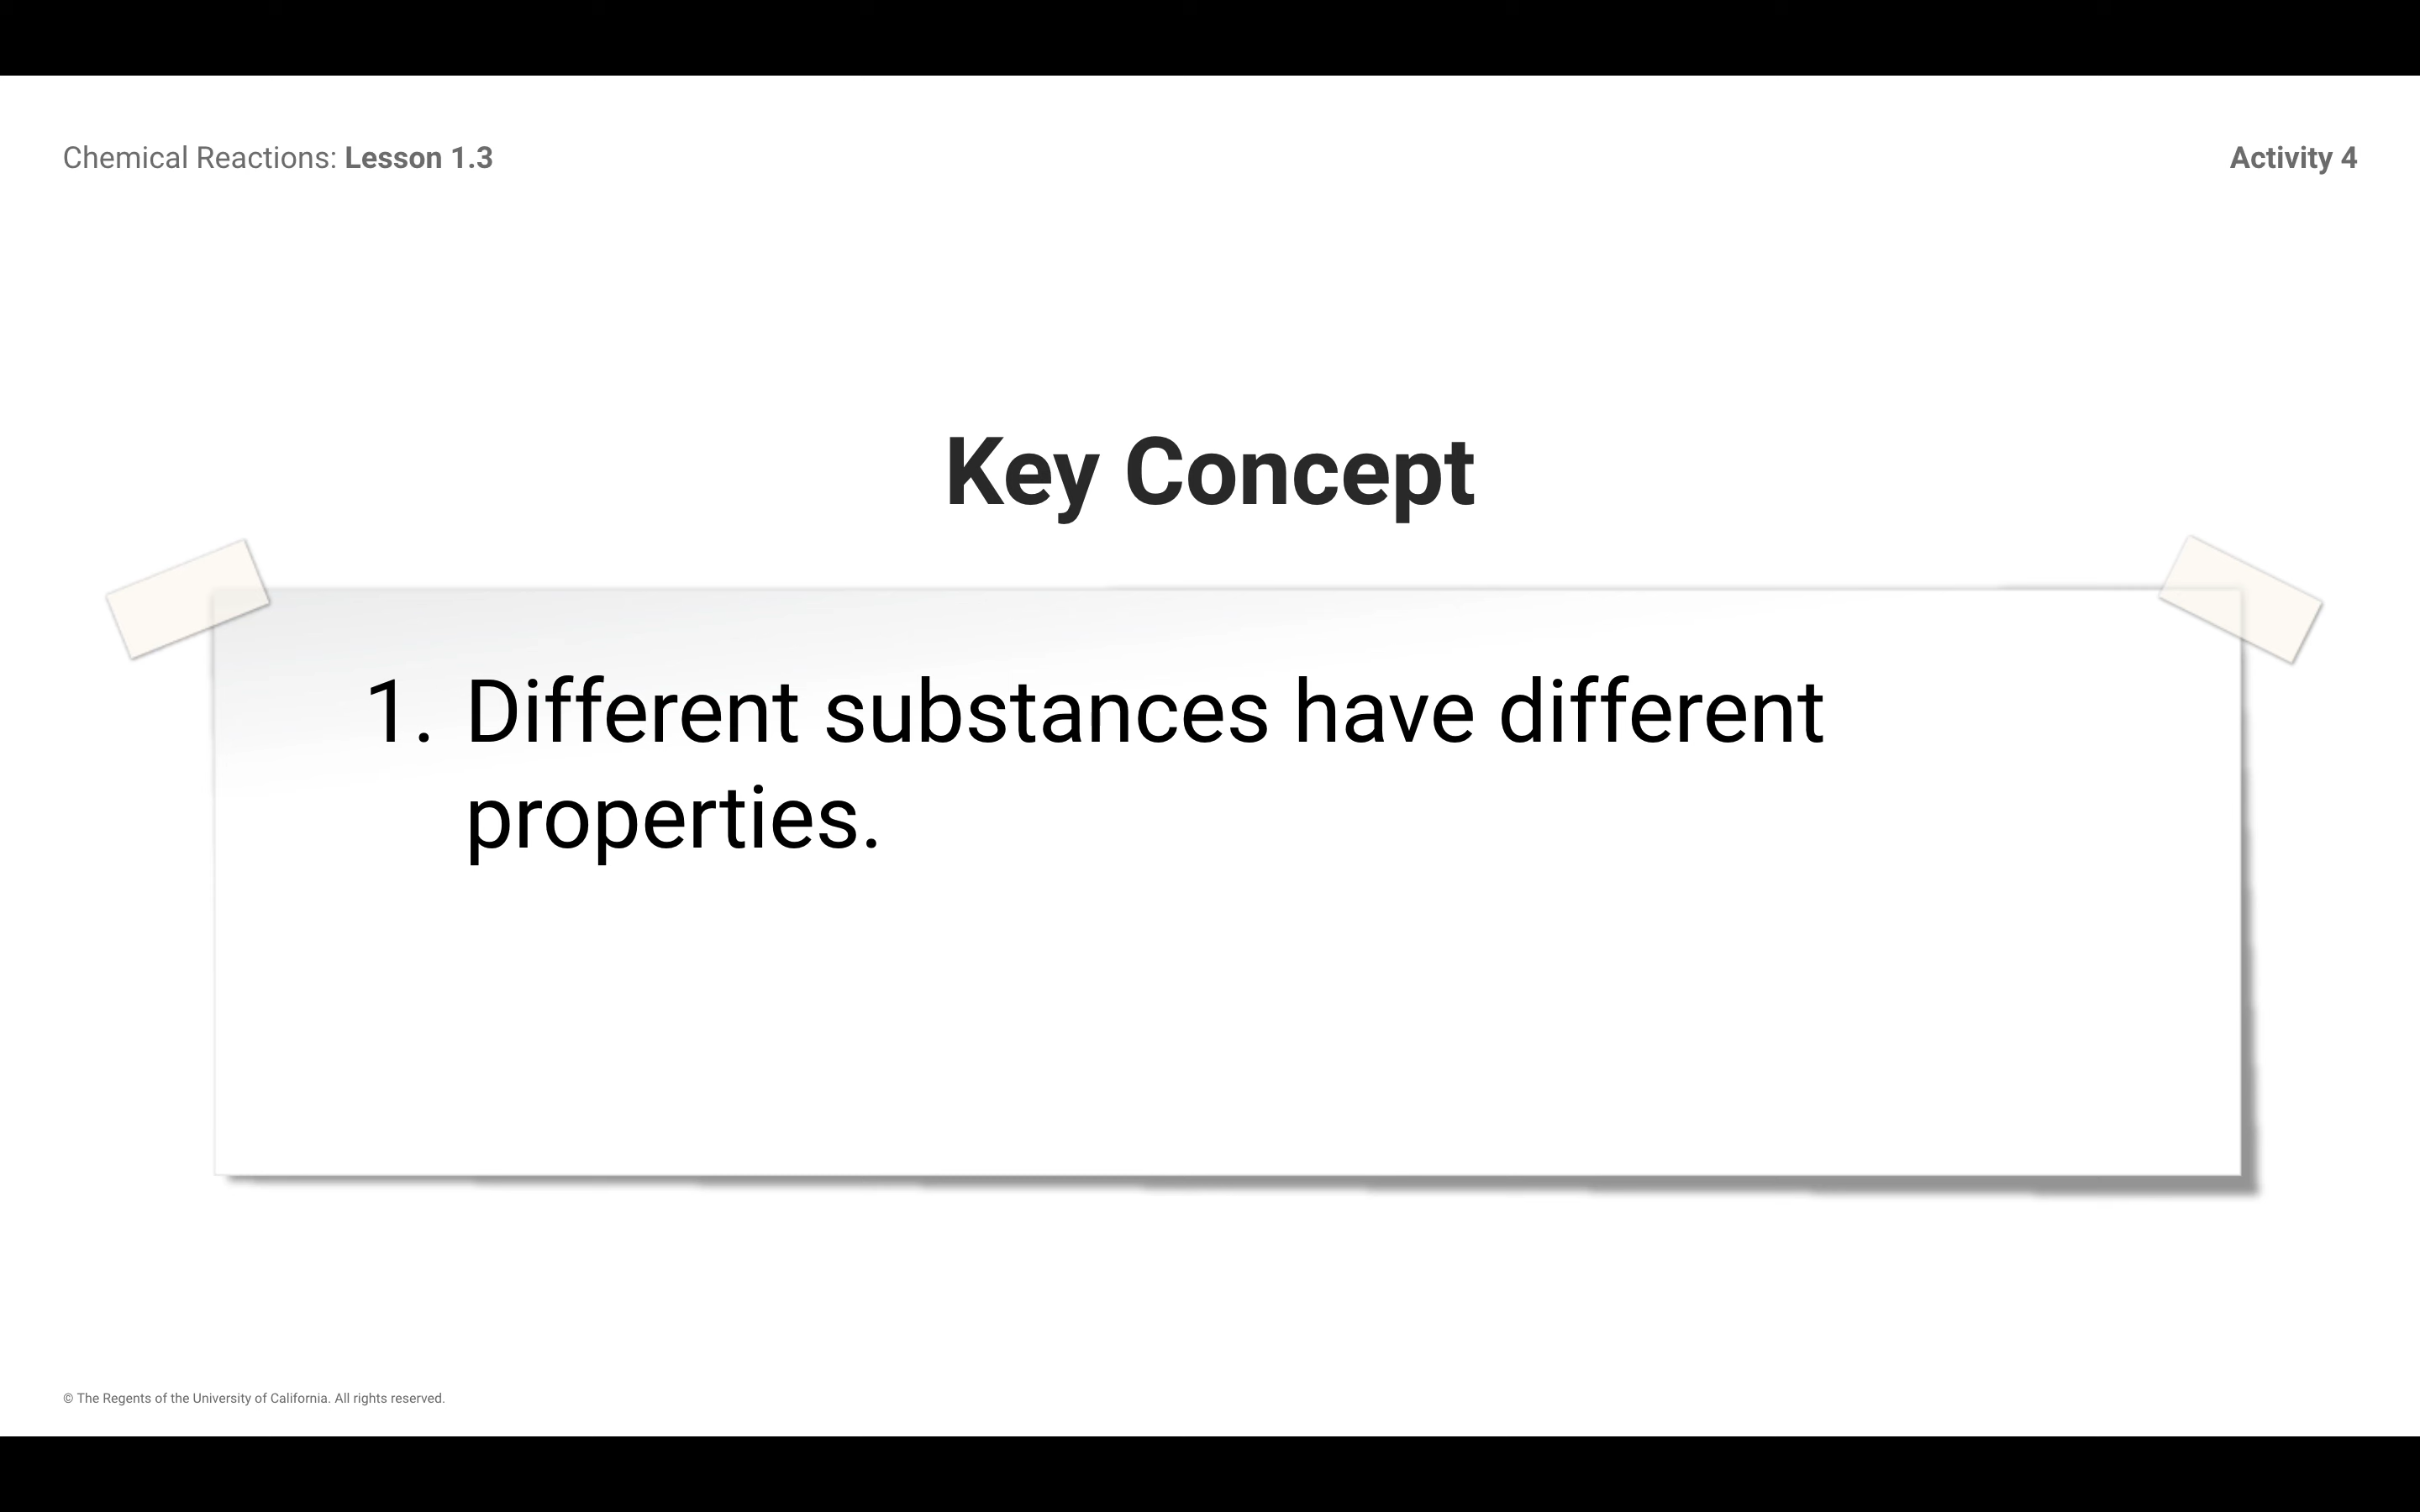 Chemical Reactions: Lesson 1.3
Activity 4
Key Concept
1. Different substances have different
properties.
© The Regents of the University of California. All rights reserved.